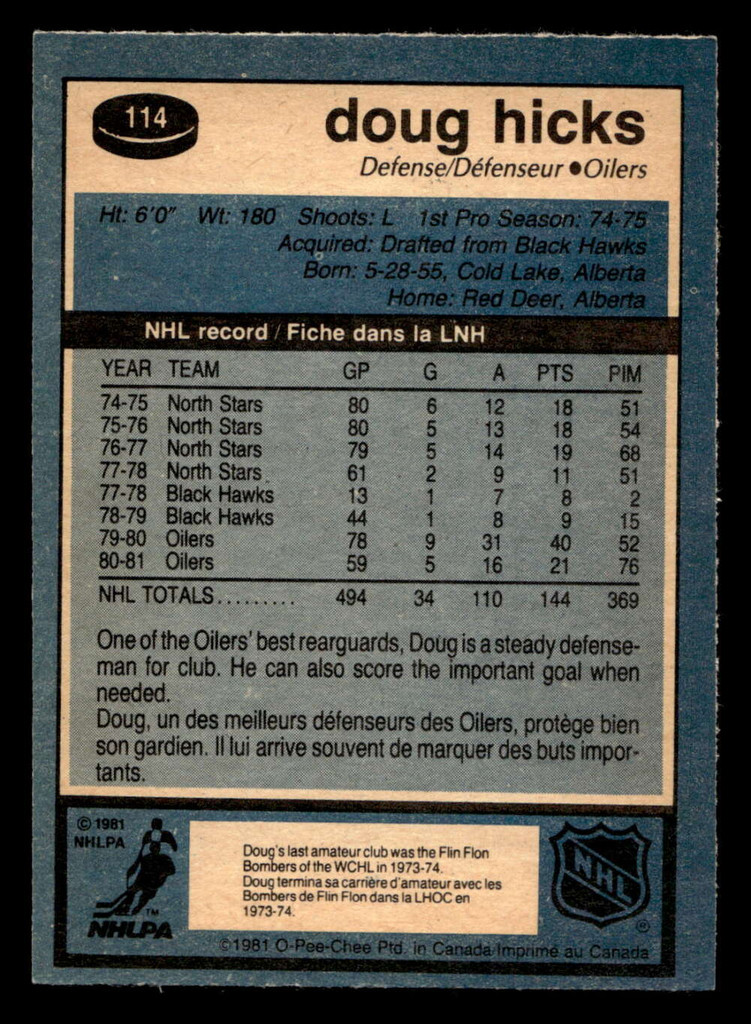 114
doug hicks
Defense/Défenseur ●Oilers
Ht: 6'0" Wt: 180 Shoots: L 1st Pro Season: 74-75
Acquired: Drafted from Black Hawks
Born: 5-28-55, Cold Lake, Alberta
Home: Red Deer, Alberta
NHL record / Fiche dans la LNH
YEAR TEAM GP G A PTS PIM
74-75 North Stars 80 6 12 18 51
75-76 North Stars 80 5 13 18 54
76-77 North Stars 79 5 14 19 68
77-78 North Stars 61 2 9 11 51
77-78 Black Hawks 13 1 7 8 2
78-79 Black Hawks 44 1 8 9 15
79-80 Oilers 78 9 31 40 52
80-81 Oilers 59 5 16 21 76
NHL TOTALS......... 494 34 110 144 369
One of the Oilers' best rearguards, Doug is a steady defense-
man for club. He can also score the important goal when
needed.
Doug, un des meilleurs défenseurs des Oilers, protège bien
son gardien. Il lui arrive souvent de marquer des buts impor-
tants.
© 1981
NHLPA
TM
NHLPA
Doug's last amateur club was the Flin Flon
Bombers of the WCHL in 1973-74.
Doug termina sa carrière d'amateur avec les
Bombers de Flin Flon dans la LHOC en
1973-74.
NHL
®
©1981 O-Pee-Chee Ptd. in Canada/Imprimé au Canada